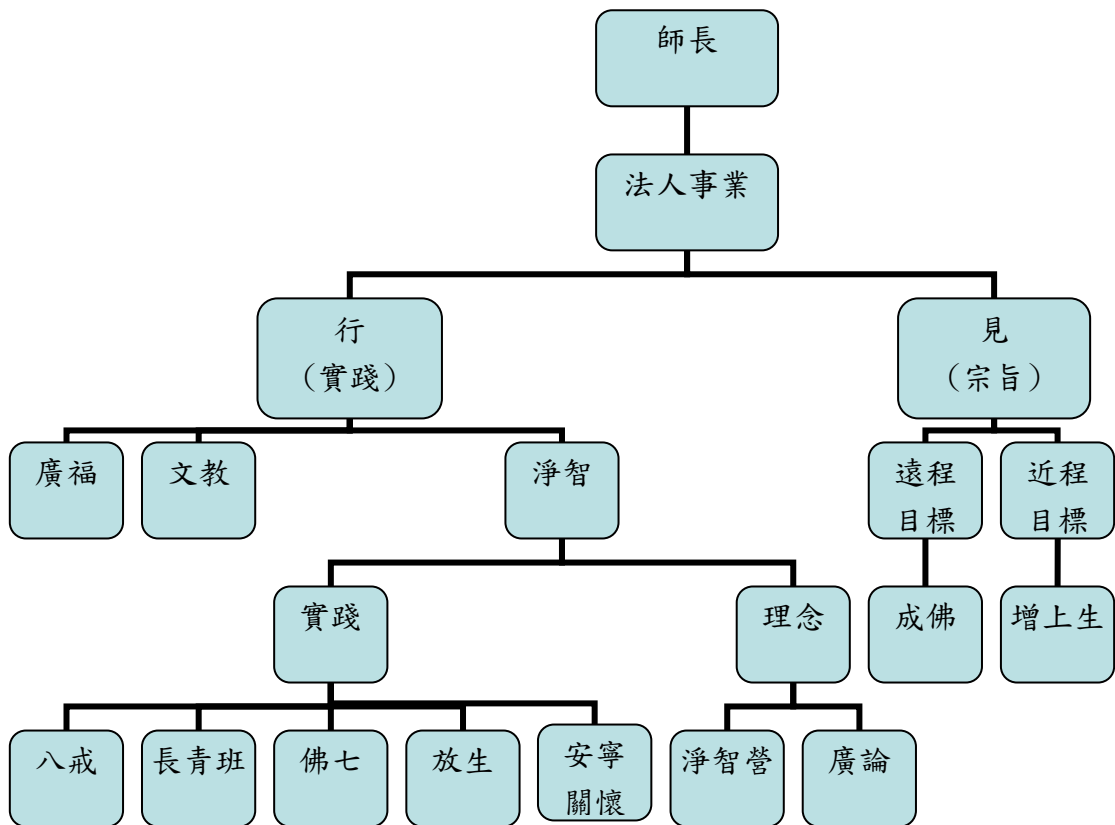 師長
法人事業
行
（實踐）
見
（宗旨）
廣福
文教
淨智
遠程
目標
近程
目標
實踐
理念
成佛
增上生
八戒
長青班
佛七
放生
安寧
關懷
淨智營
廣論